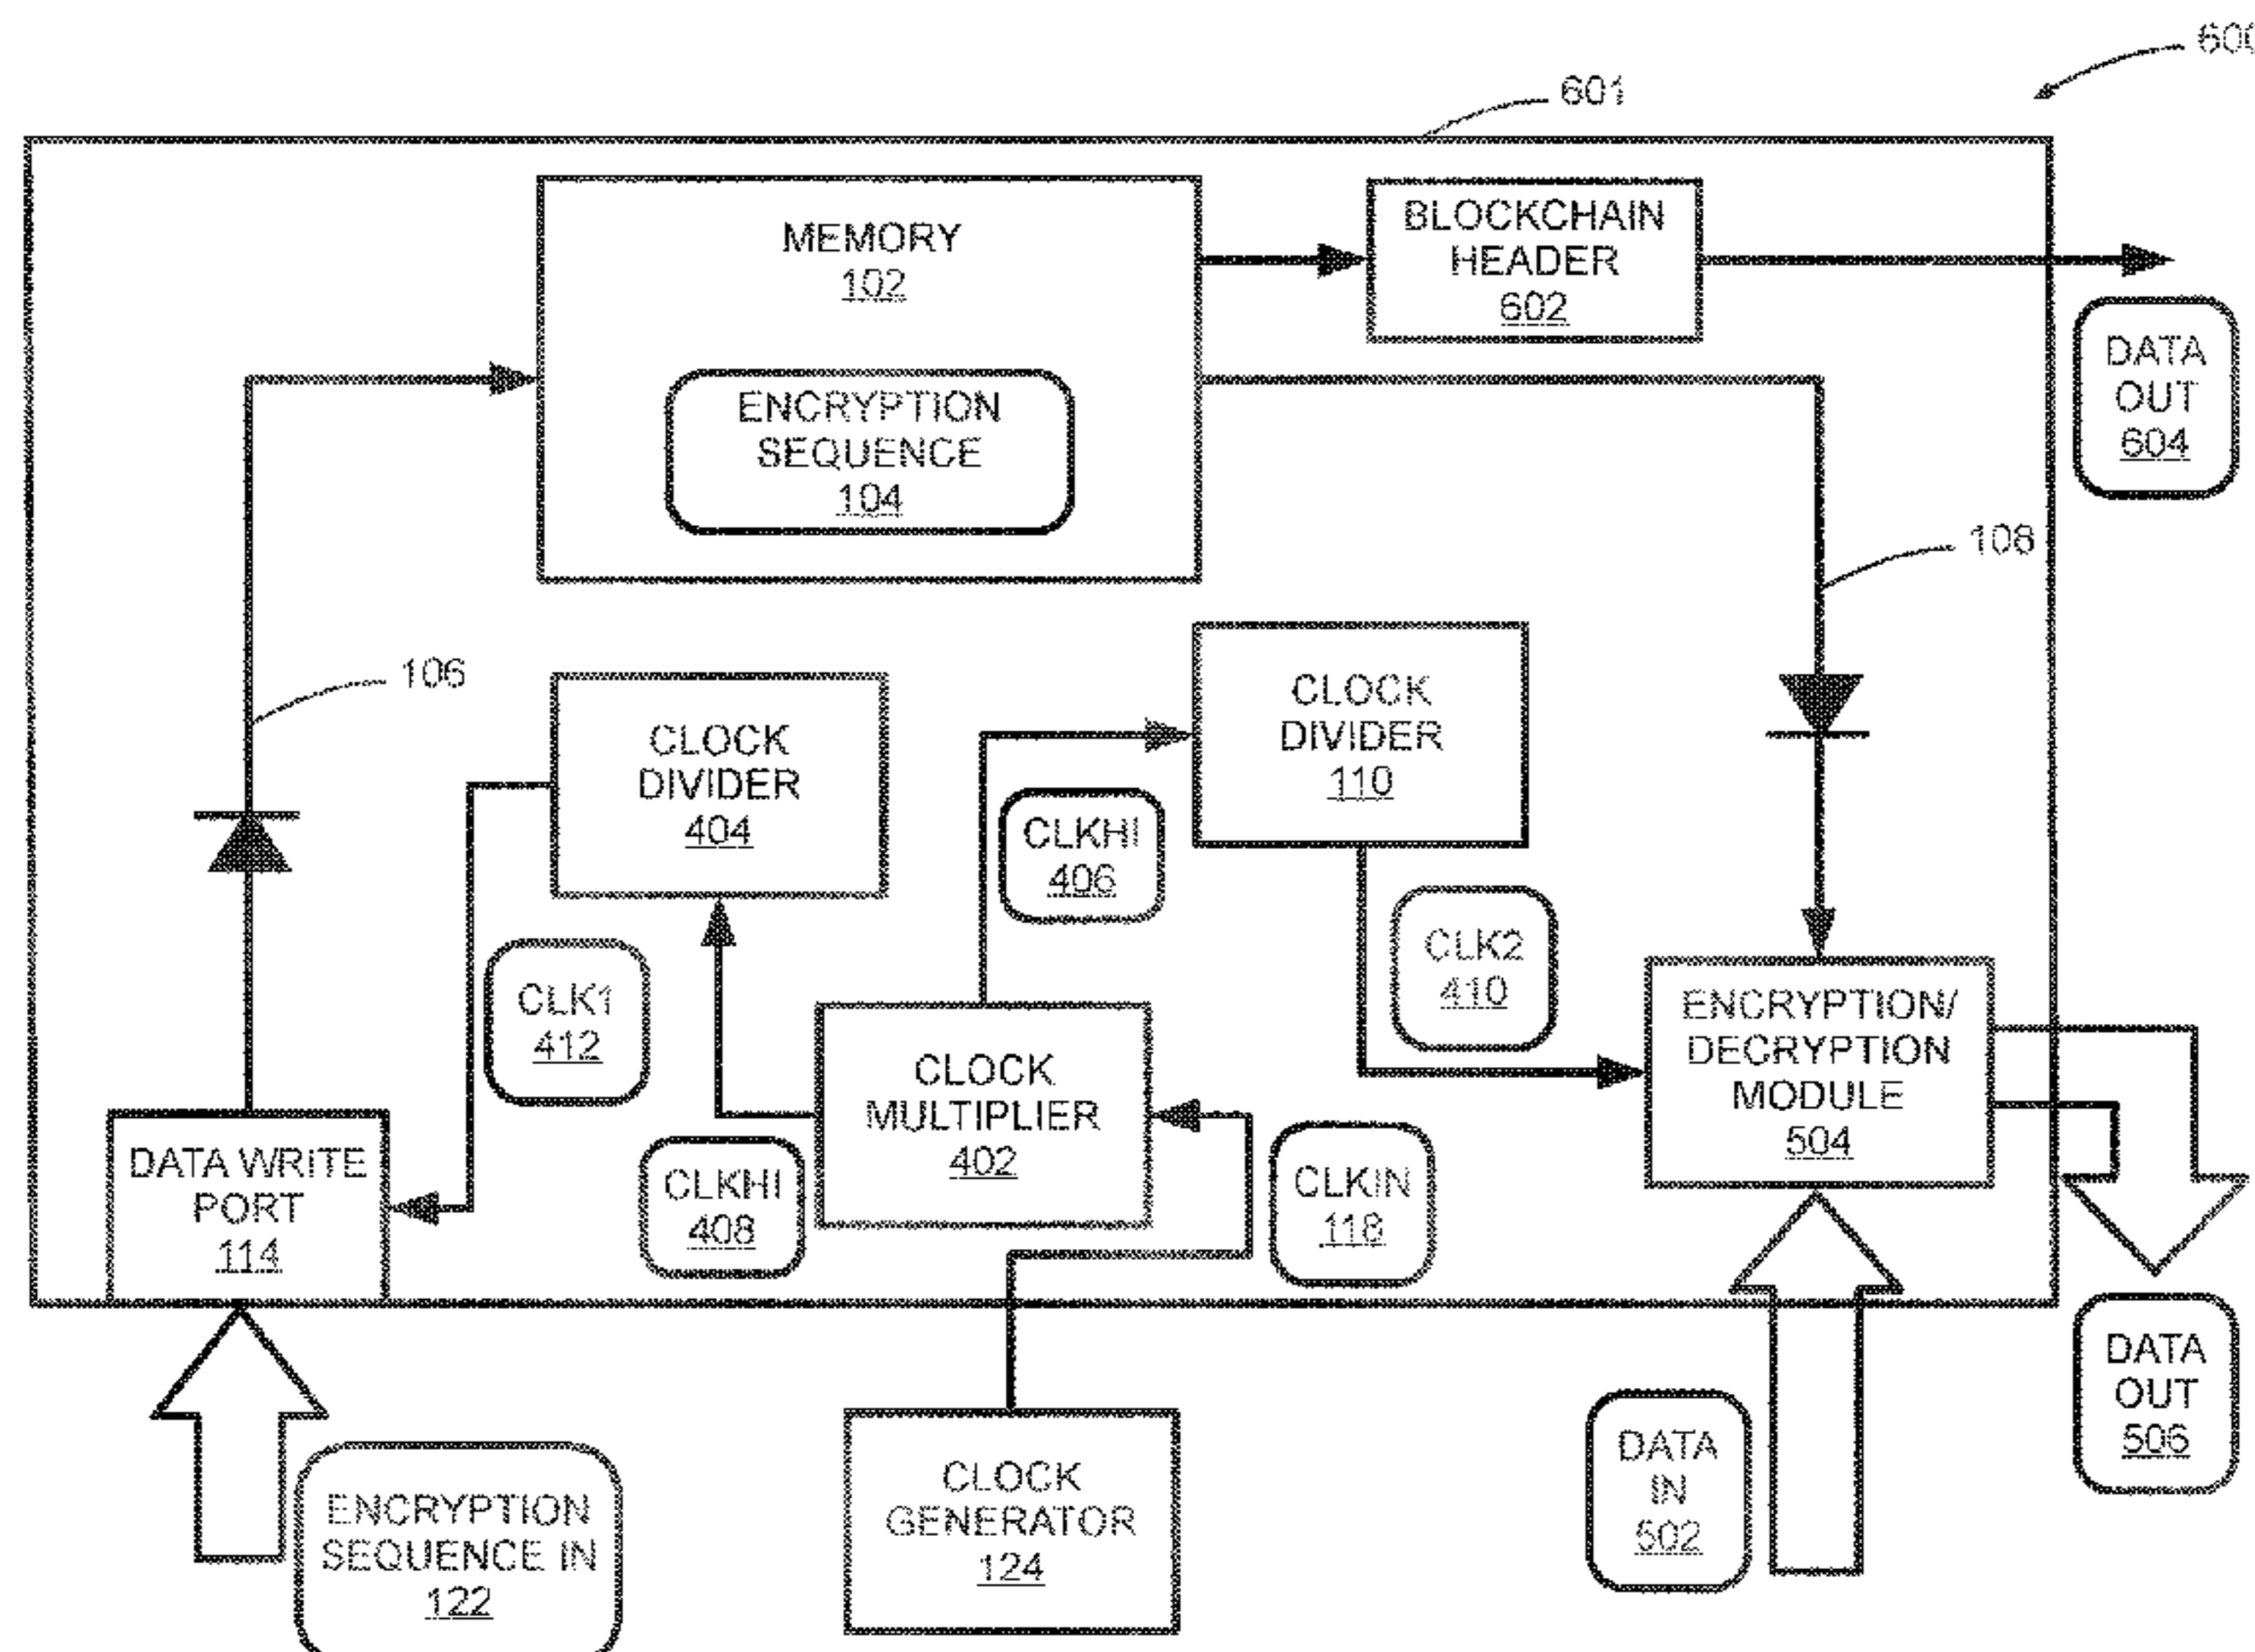 600
601
MEMORY
102
BLOCKCHAIN
HEADER
602
ENCRYPTION
SEQUENCE
104
DATA
OUT
604
108
106
CLOCK
DIVIDER
404
CLOCK
DIVIDER
110
CLKHI
406
CLK2
410
CLK1
412
CLOCK
MULTIPLIER
402
ENCRYPTION/
DECRYPTION
MODULE
504
DATA WRITE
PORT
114
CLKHI
408
CLKIN
118
ENCRYPTION
SEQUENCE IN
122
CLOCK
GENERATOR
124
DATA
IN
502
DATA
OUT
506